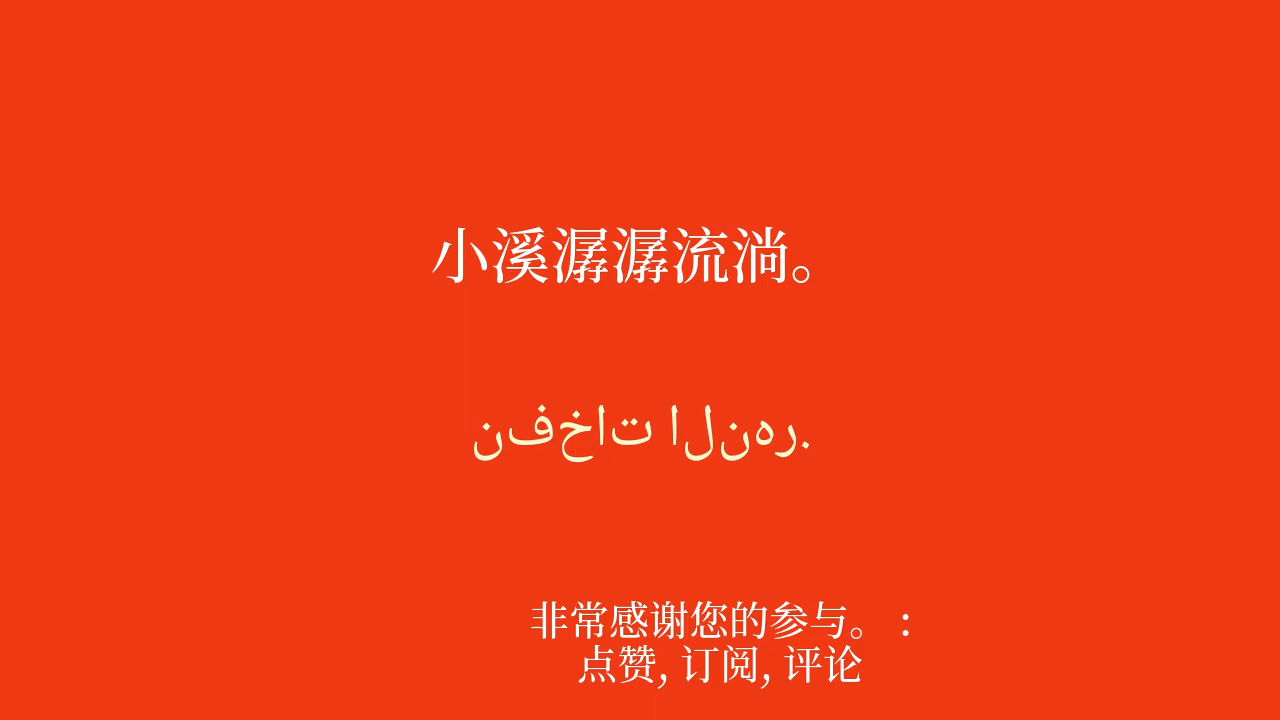 小溪潺潺流淌。
نفخات النهر.
非常感谢您的参与。 :
点赞, 订阅, 评论